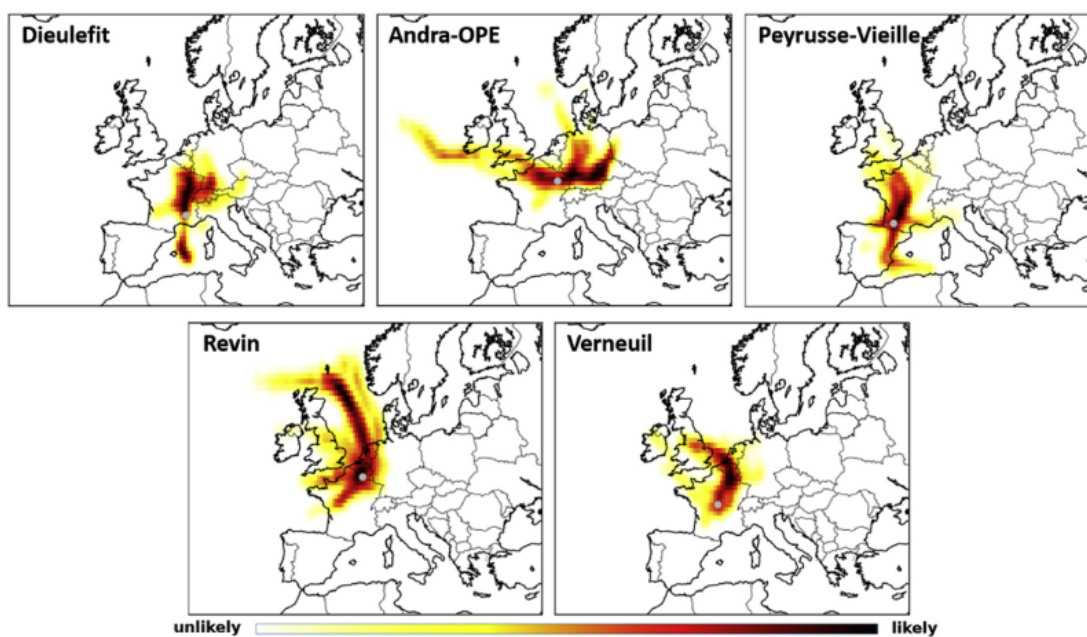 Dieulefit
Andra-OPE
Peyrusse-Vieille
Revin
Verneuil
unlikely
likely